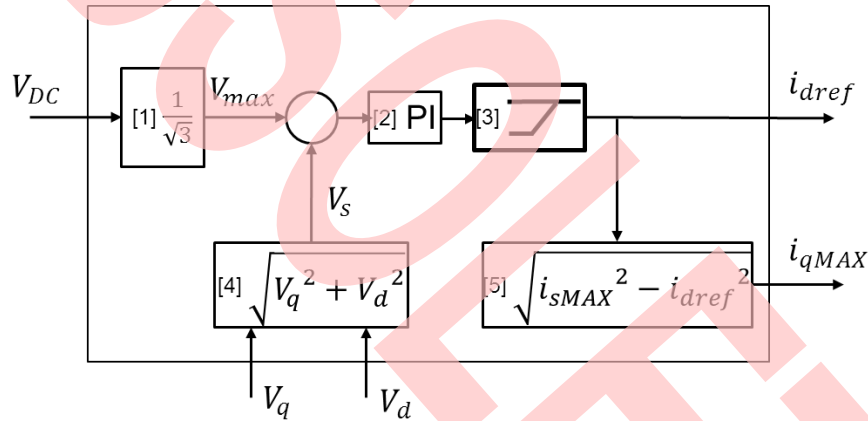 V_DC
[1] 1/√3
V_max
[2] PI
[3]
i_dref
V_s
[4] √(V_q² + V_d²)
[5] √(i_sMAX² − i_dref²)
i_qMAX
V_q
V_d